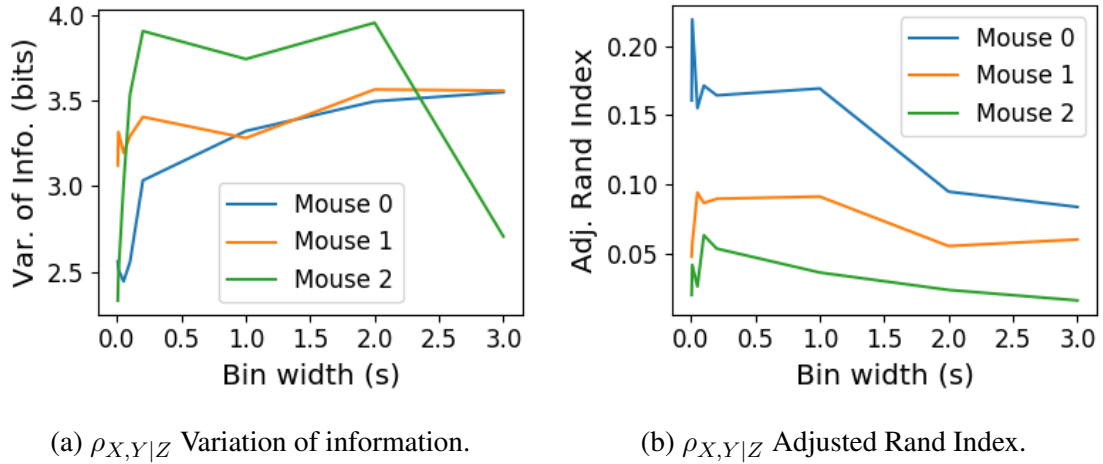 Var. of Info. (bits)
4.0
3.5
3.0
2.5
Mouse 0
Mouse 1
Mouse 2
0.0 0.5 1.0 1.5 2.0 2.5 3.0
Bin width (s)
(a) ρX,Y|Z Variation of information.
Adj. Rand Index
0.20
0.15
0.10
0.05
Mouse 0
Mouse 1
Mouse 2
0.0 0.5 1.0 1.5 2.0 2.5 3.0
Bin width (s)
(b) ρX,Y|Z Adjusted Rand Index.